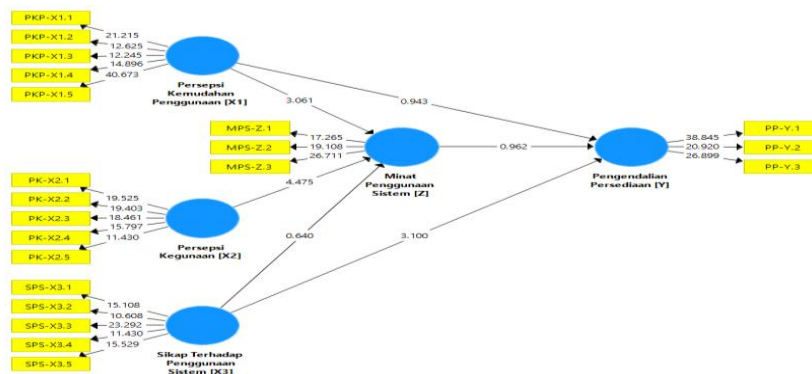 PKP-X1.1
PKP-X1.2
PKP-X1.3
PKP-X1.4
PKP-X1.5
21.215
12.625
12.245
14.896
40.673
Persepsi
Kemudahan
Penggunaan [X1]
3.061
0.943
MPS-Z.1
MPS-Z.2
MPS-Z.3
17.265
19.108
26.711
Minat
Penggunaan
Sistem [Z]
0.962
Pengendalian
Persediaan [Y]
38.845
20.920
26.899
PP-Y.1
PP-Y.2
PP-Y.3
PK-X2.1
PK-X2.2
PK-X2.3
PK-X2.4
PK-X2.5
19.525
19.403
18.461
15.797
11.430
Persepsi
Kegunaan [X2]
4.475
0.640
3.100
SPS-X3.1
SPS-X3.2
SPS-X3.3
SPS-X3.4
SPS-X3.5
15.108
10.608
23.292
11.430
15.529
Sikap Terhadap
Penggunaan
Sistem [X3]